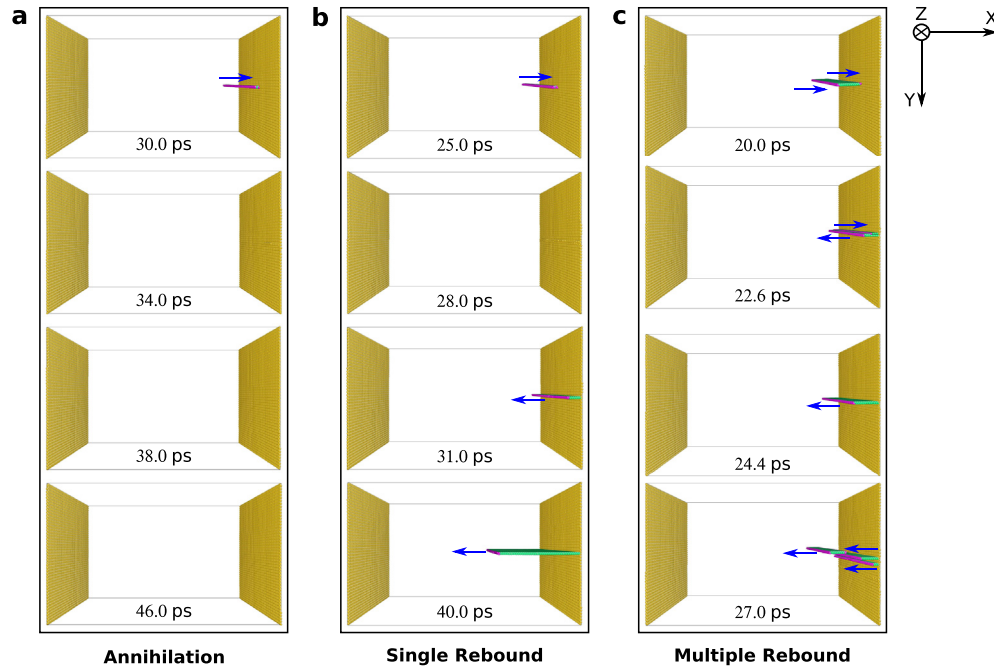 a
30.0 ps
34.0 ps
38.0 ps
46.0 ps
Annihilation
b
25.0 ps
28.0 ps
31.0 ps
40.0 ps
Single Rebound
c
20.0 ps
22.6 ps
24.4 ps
27.0 ps
Multiple Rebound
Z
X
Y